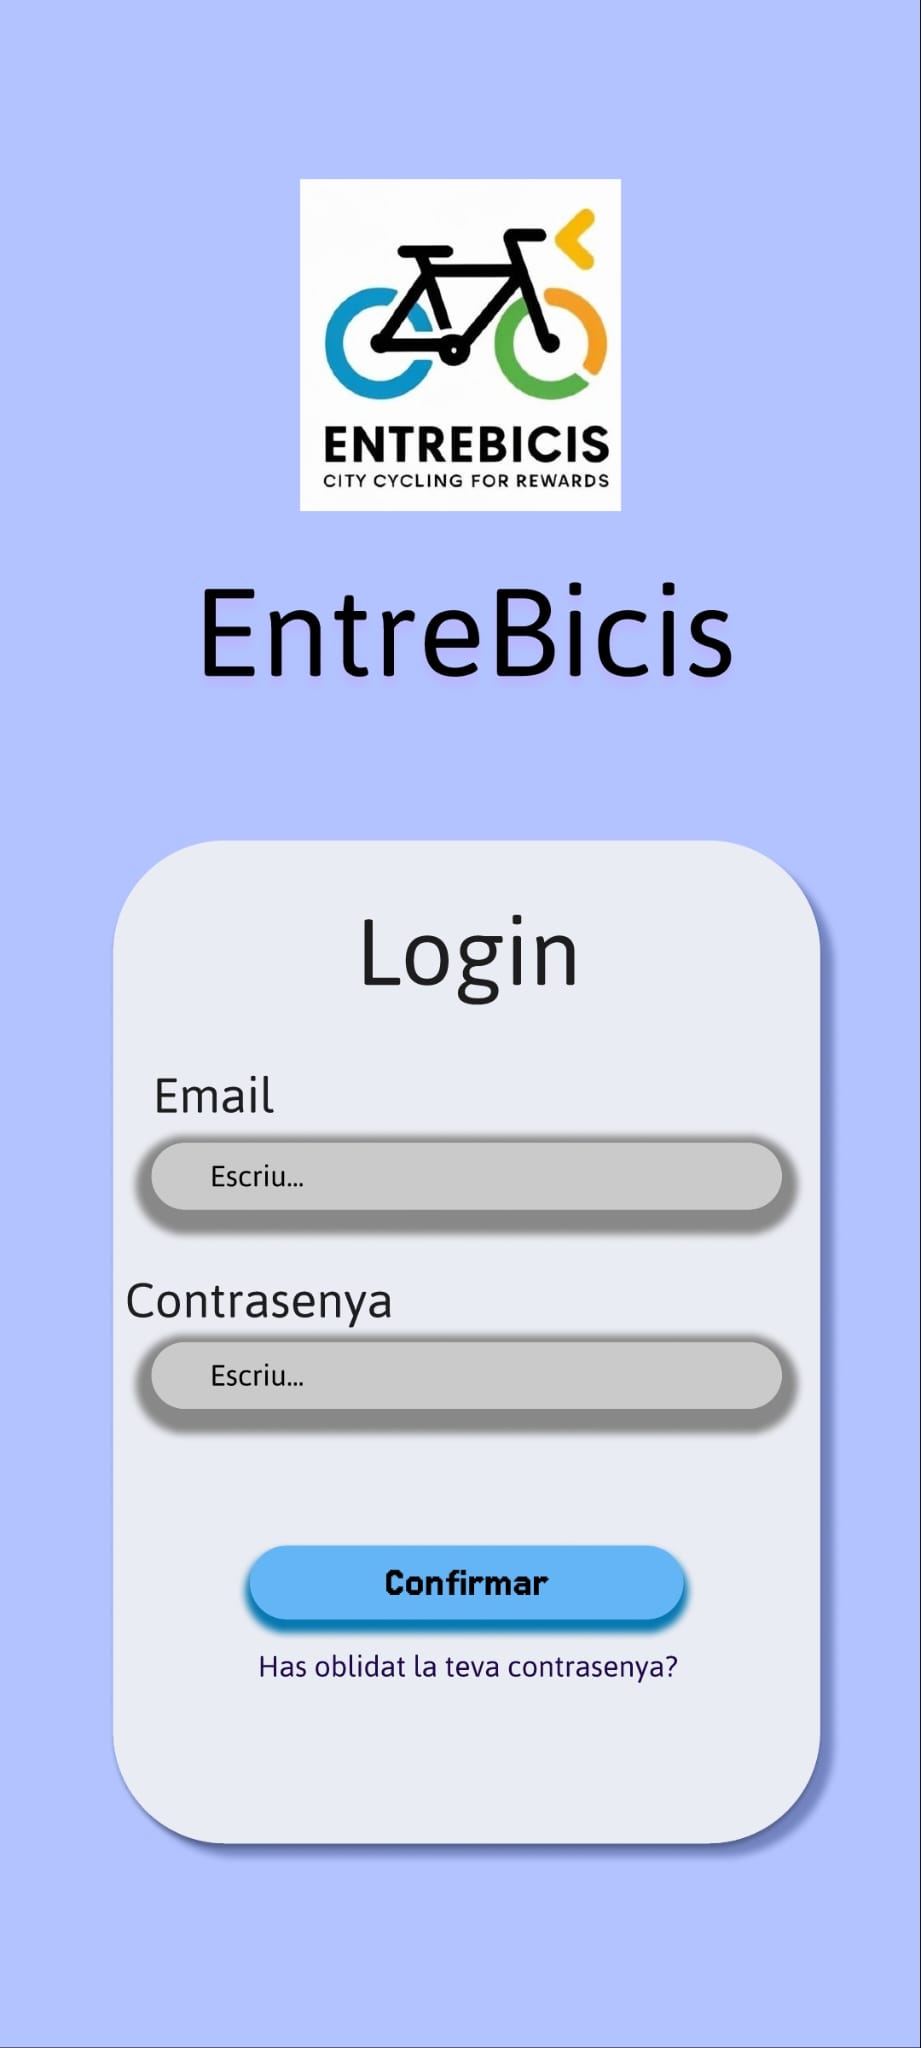 ENTREBICIS
CITY CYCLING FOR REWARDS
EntreBicis
Login
Email
Escriu...
Contrasenya
Escriu...
Confirmar
Has oblidat la teva contrasenya?